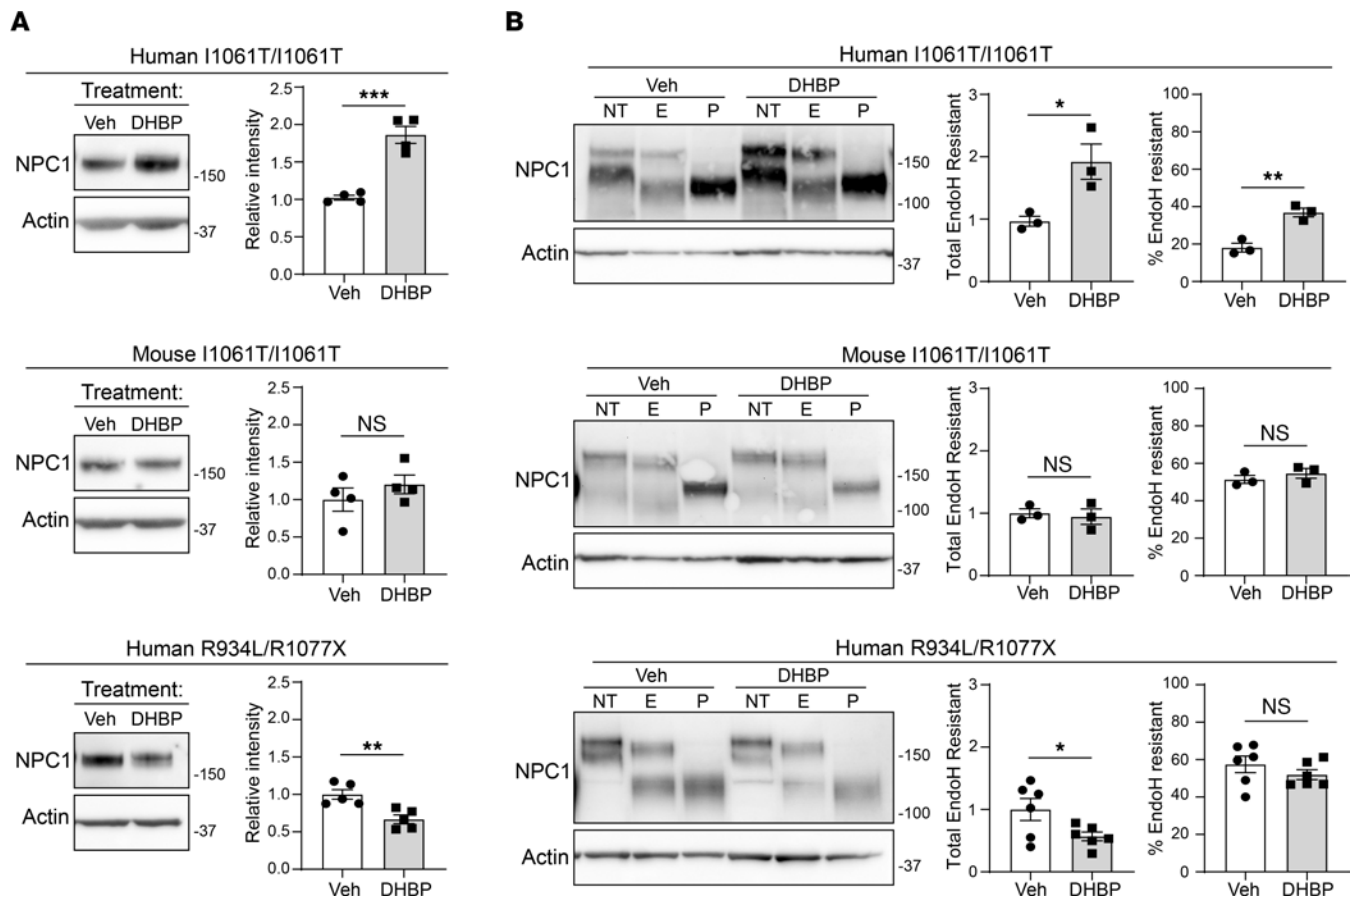 A
Human I1061T/I1061T
Treatment:
Veh DHBP
NPC1
-150
Actin
-37
Relative intensity
2.5
2.0
1.5
1.0
0.5
0.0
***
Veh DHBP
Mouse I1061T/I1061T
Treatment:
Veh DHBP
NPC1
-150
Actin
-37
Relative intensity
2.5
2.0
1.5
1.0
0.5
0.0
NS
Veh DHBP
Human R934L/R1077X
Treatment:
Veh DHBP
NPC1
-150
Actin
-37
Relative intensity
2.5
2.0
1.5
1.0
0.5
0.0
**
Veh DHBP
B
Human I1061T/I1061T
Veh DHBP
NT E P NT E P
NPC1
-150
-100
Actin
-37
Total EndoH Resistant
3
2
1
0
*
Veh DHBP
% EndoH resistant
100
80
60
40
20
0
**
Veh DHBP
Mouse I1061T/I1061T
Veh DHBP
NT E P NT E P
NPC1
-150
-100
Actin
-37
Total EndoH Resistant
3
2
1
0
NS
Veh DHBP
% EndoH resistant
100
80
60
40
20
0
NS
Veh DHBP
Human R934L/R1077X
Veh DHBP
NT E P NT E P
NPC1
-150
-100
Actin
-37
Total EndoH Resistant
3
2
1
0
*
Veh DHBP
% EndoH resistant
100
80
60
40
20
0
NS
Veh DHBP